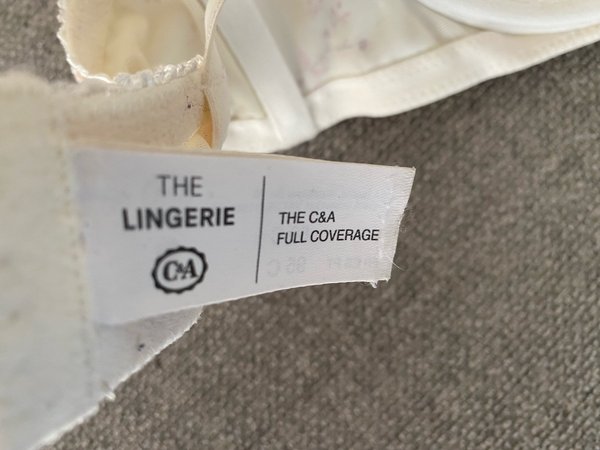 THE
LINGERIE
C&A
THE C&A
FULL COVERAGE